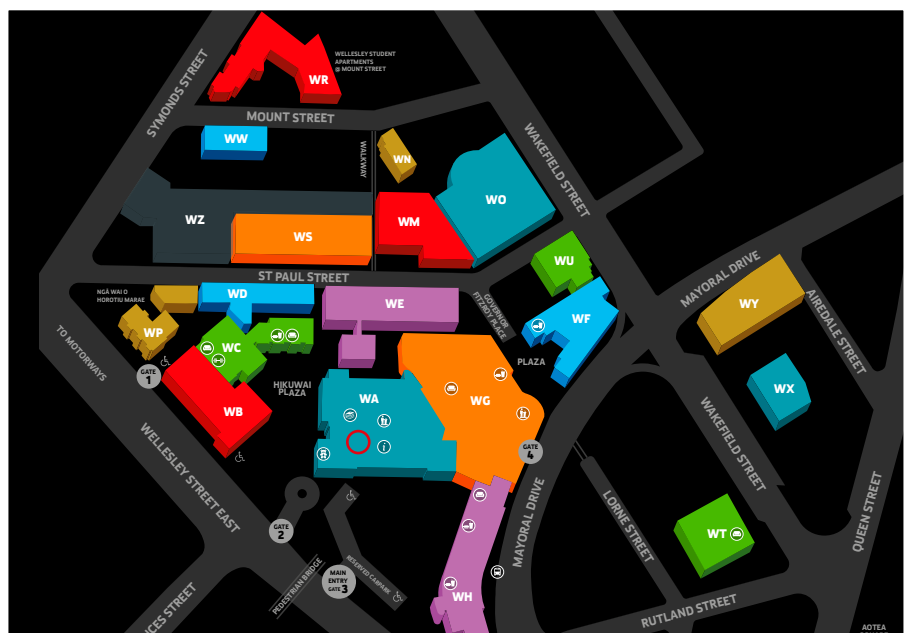 WELLESLEY STUDENT
APARTMENTS
@ MOUNT STREET
WR
SYMONDS STREET
MOUNT STREET
WW
WALKWAY
WN
WAKEFIELD STREET
WO
WZ
WS
WM
ST PAUL STREET
WU
MAYORAL DRIVE
NGĀ WAI O
HOROTIU MARAE
WD
WE
GOVERNOR
FITZROY PLACE
WF
WY
AIREDALE STREET
WP
WC
PLAZA
TO MOTORWAYS
GATE
1
HIKUWAI
PLAZA
WA
WG
WX
WB
i
GATE
4
WAKEFIELD STREET
WELLESLEY STREET EAST
GATE
2
MAYORAL DRIVE
LORNE STREET
WT
QUEEN STREET
PEDESTRIAN BRIDGE
MAIN
ENTRY
GATE 3
RESERVED CARPARK
WH
NCES STREET
RUTLAND STREET
AOTEA